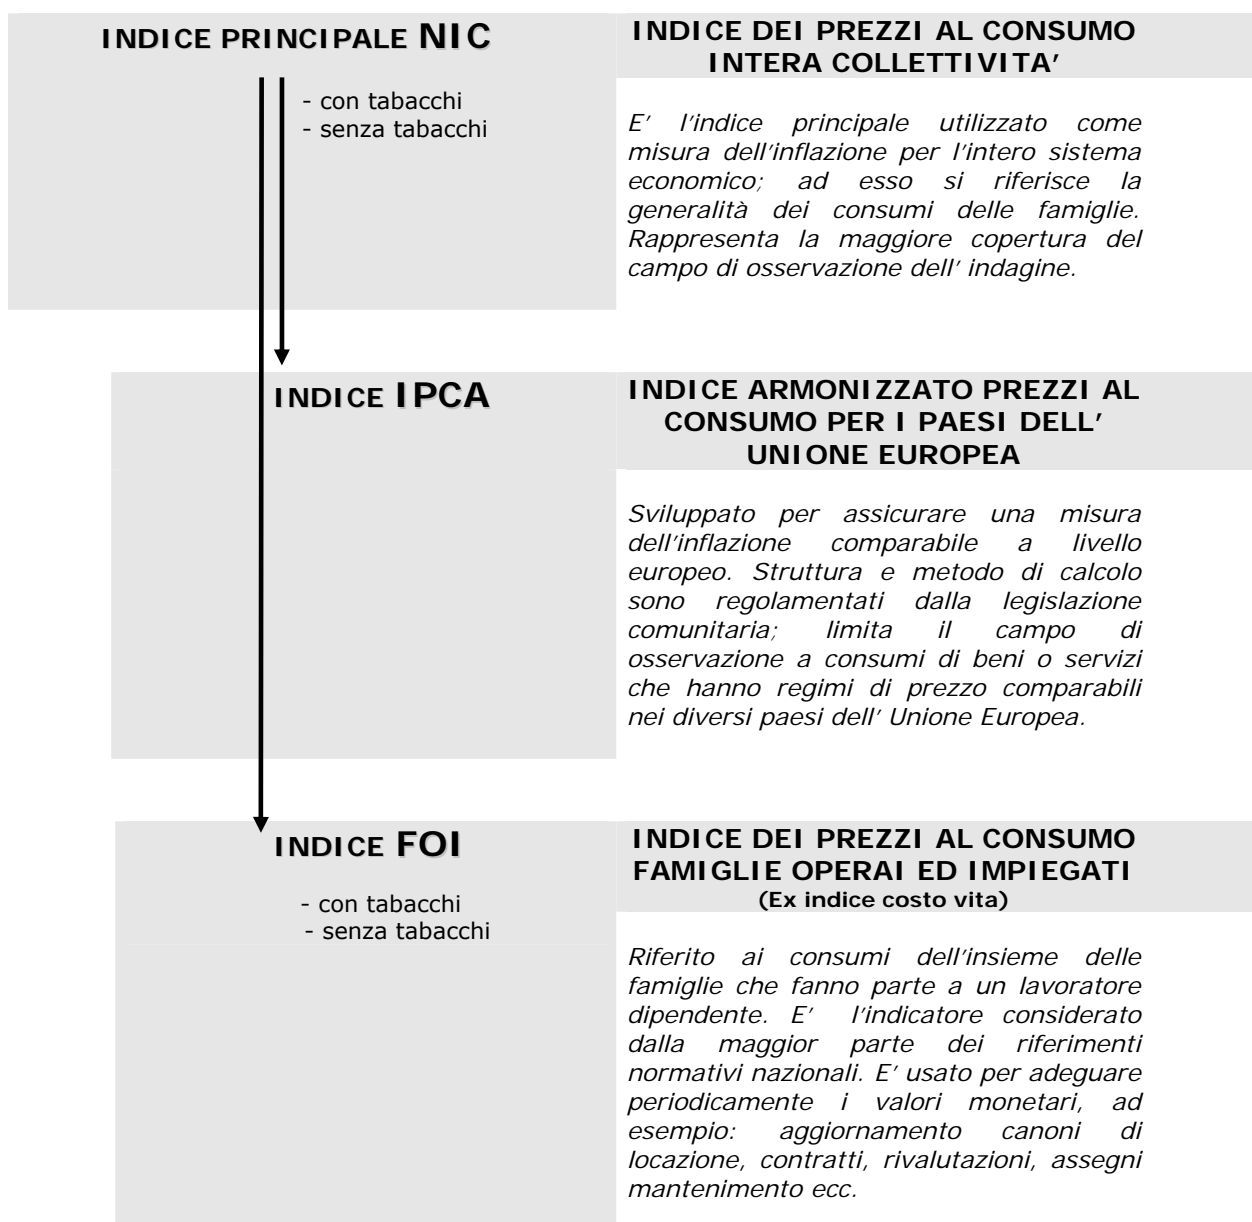 INDICE PRINCIPALE NIC
- con tabacchi
- senza tabacchi
INDICE DEI PREZZI AL CONSUMO
INTERA COLLETTIVITA’
E’ l’indice principale utilizzato come
misura dell’inflazione per l’intero sistema
economico; ad esso si riferisce la
generalità dei consumi delle famiglie.
Rappresenta la maggiore copertura del
campo di osservazione dell’ indagine.
INDICE IPCA
INDICE ARMONIZZATO PREZZI AL
CONSUMO PER I PAESI DELL’
UNIONE EUROPEA
Sviluppato per assicurare una misura
dell’inflazione comparabile a livello
europeo. Struttura e metodo di calcolo
sono regolamentati dalla legislazione
comunitaria; limita il campo di
osservazione a consumi di beni o servizi
che hanno regimi di prezzo comparabili
nei diversi paesi dell’ Unione Europea.
INDICE FOI
- con tabacchi
- senza tabacchi
INDICE DEI PREZZI AL CONSUMO
FAMIGLIE OPERAI ED IMPIEGATI
(Ex indice costo vita)
Riferito ai consumi dell’insieme delle
famiglie che fanno parte a un lavoratore
dipendente. E’ l’indicatore considerato
dalla maggior parte dei riferimenti
normativi nazionali. E’ usato per adeguare
periodicamente i valori monetari, ad
esempio: aggiornamento canoni di
locazione, contratti, rivalutazioni, assegni
mantenimento ecc.